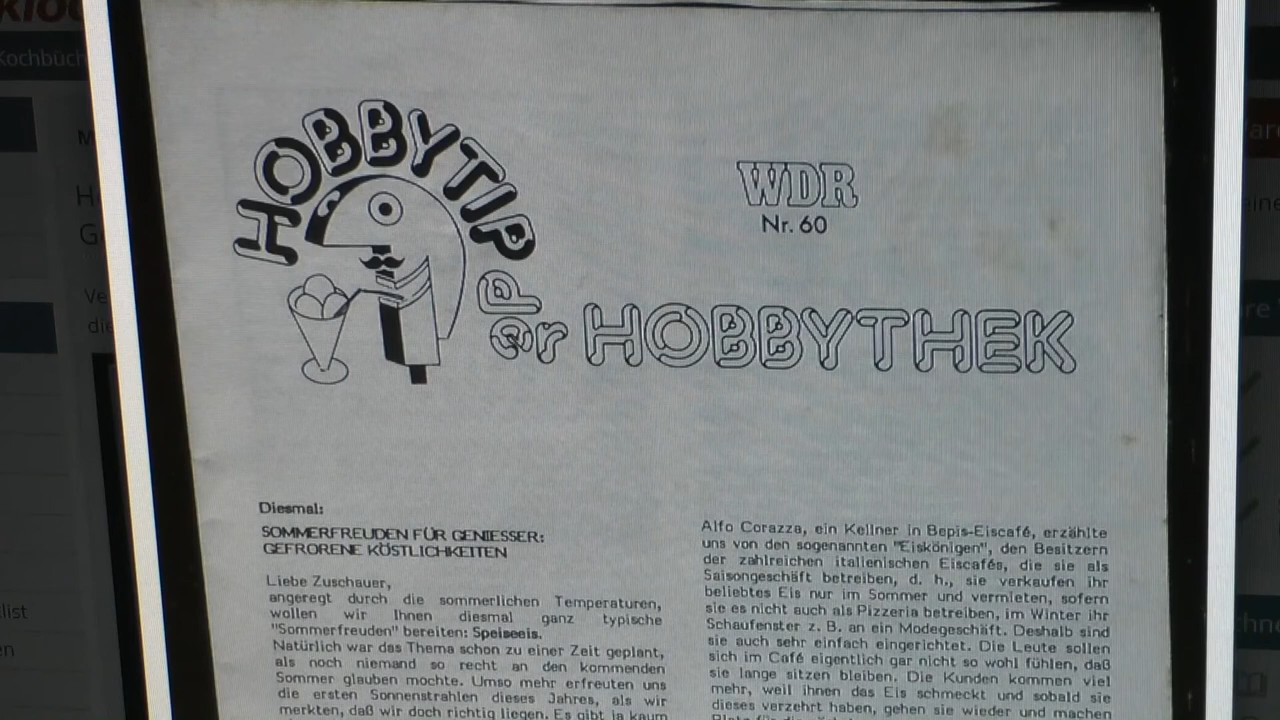 HOBBYTIP
WDR
Nr. 60
der HOBBYTHEK
Diesmal:
SOMMERFREUDEN FÜR GENIESSER:
GEFRORENE KÖSTLICHKEITEN
Liebe Zuschauer,
angeregt durch die sommerlichen Temperaturen,
wollen wir Ihnen diesmal ganz typische
"Sommerfreuden" bereiten: Speiseeis.
Natürlich war das Thema schon zu einer Zeit geplant,
als noch niemand so recht an den kommenden
Sommer glauben mochte. Umso mehr erfreuten uns
die ersten Sonnenstrahlen dieses Jahres, als wir
merkten, daß wir doch richtig liegen. Es gibt ja kaum
Alfo Corazza, ein Kellner in Bepis-Eiscafé, erzählte
uns von den sogenannten "Eiskönigen", den Besitzern
der zahlreichen italienischen Eiscafés, die sie als
Saisongeschäft betreiben, d. h., sie verkaufen ihr
beliebtes Eis nur im Sommer und vermieten, sofern
sie es nicht auch als Pizzeria betreiben, im Winter ihr
Schaufenster z. B. an ein Modegeschäft. Deshalb sind
sie auch sehr einfach eingerichtet. Die Leute sollen
sich im Café eigentlich gar nicht so wohl fühlen, daß
sie lange sitzen bleiben. Die Kunden kommen viel
mehr, weil ihnen das Eis schmeckt und sobald sie
dieses verzehrt haben, gehen sie wieder und machen
Kochbüch
Ve
die
list
en